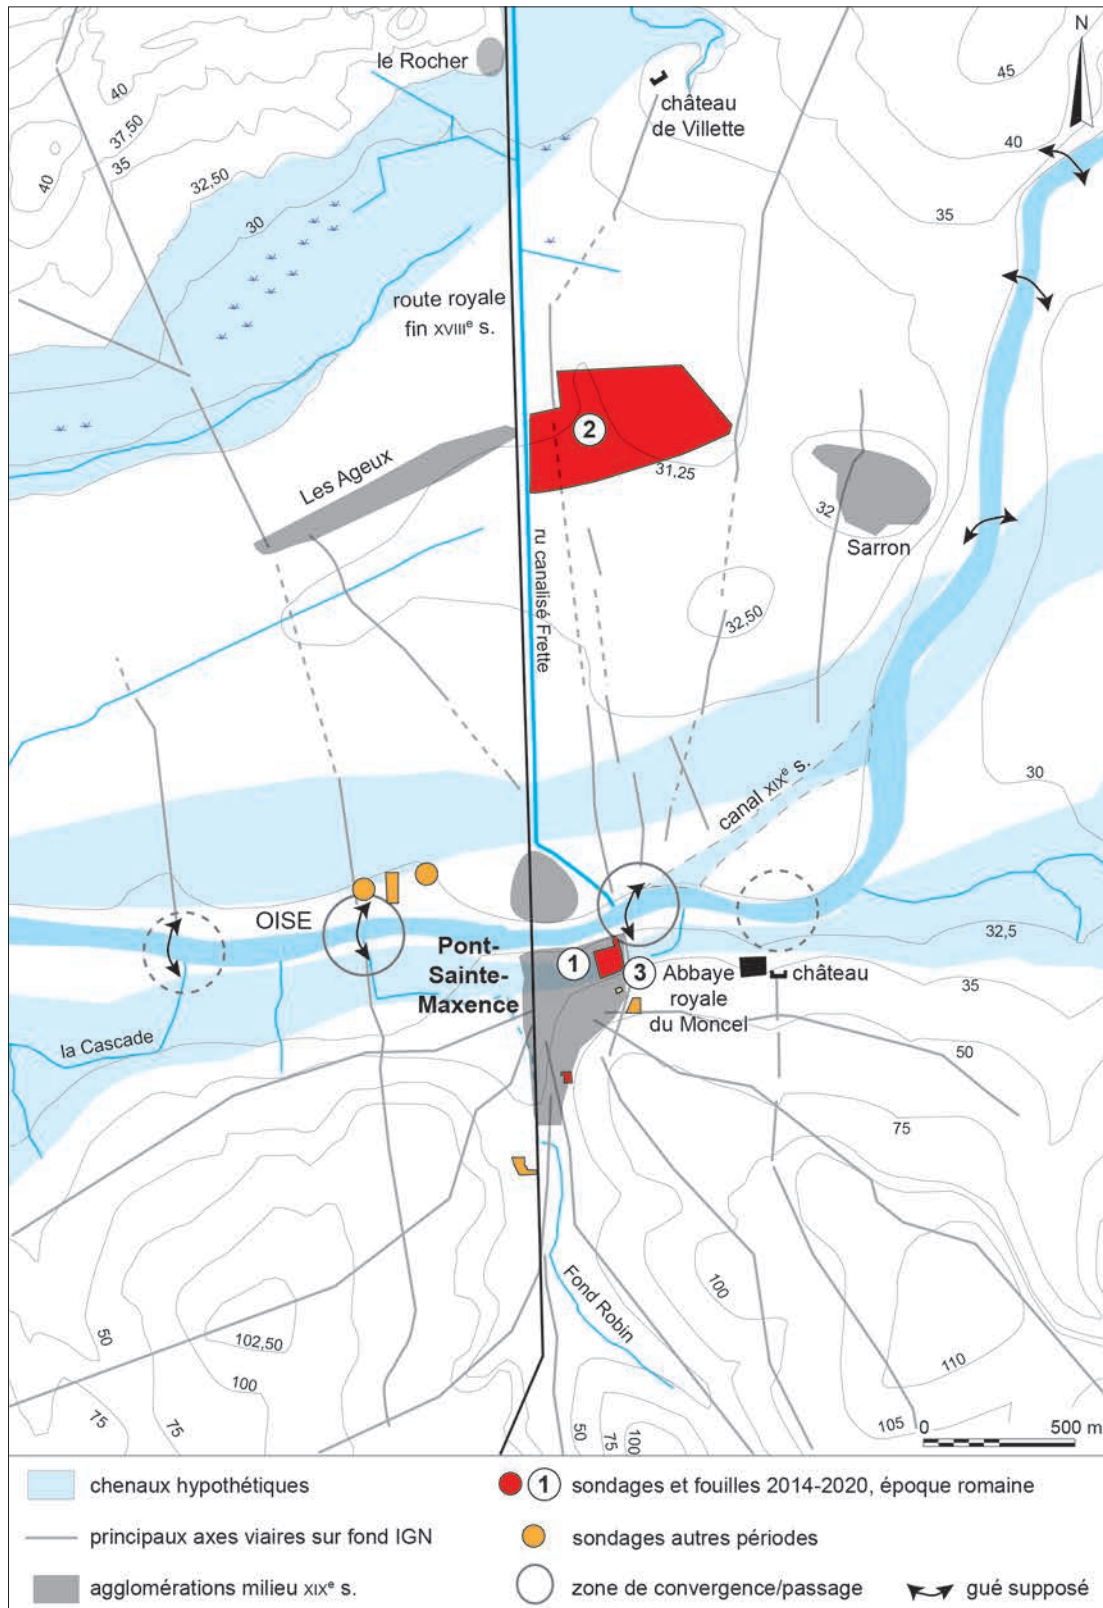 N
le Rocher
château
de Villette
45
40
40
37,50
35
40
32,50
30
35
route royale
fin XVIIIe s.
2
31,25
Les Ageux
32
Sarron
ru canalisé Frette
32,50
canal XIXe s.
30
OISE
32,5
Pont-
Sainte-
Maxence
1
3
Abbaye
royale
du Moncel
château
35
la Cascade
50
75
Fond Robin
100
50
102,50
100
75
75
50
75
100
110
105
0 500 m
chenaux hypothétiques
1 sondages et fouilles 2014-2020, époque romaine
principaux axes viaires sur fond IGN
sondages autres périodes
agglomérations milieu XIXe s.
zone de convergence/passage
gué supposé